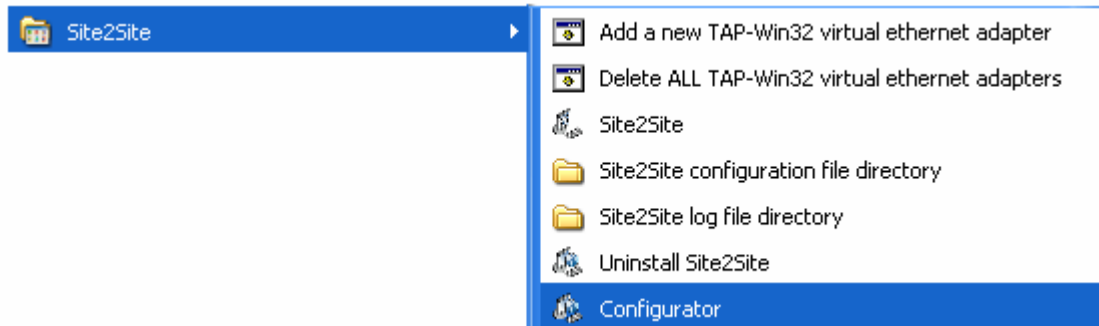 Site2Site
Add a new TAP-Win32 virtual ethernet adapter
Delete ALL TAP-Win32 virtual ethernet adapters
Site2Site
Site2Site configuration file directory
Site2Site log file directory
Uninstall Site2Site
Configurator